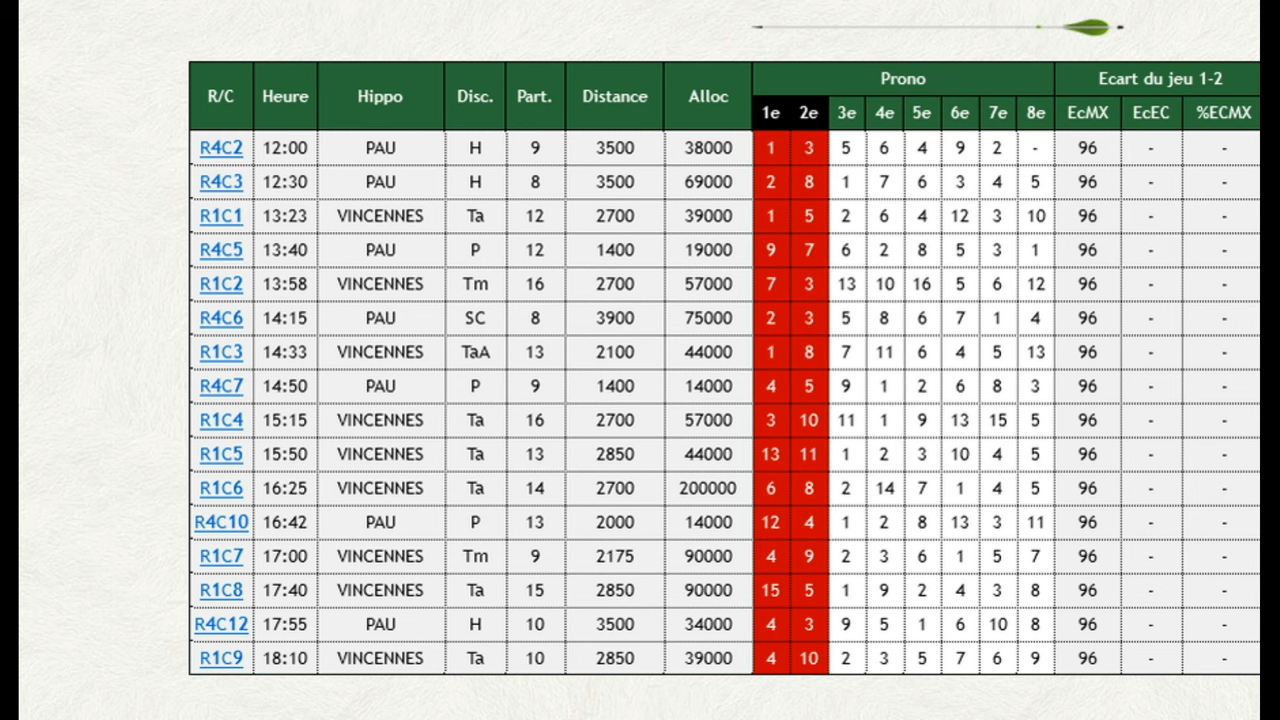 R/C Heure Hippo Disc. Part. Distance Alloc Prono Ecart du jeu 1-2
1e 2e 3e 4e 5e 6e 7e 8e EcMX EcEC %ECMX
R4C2 12:00 PAU H 9 3500 38000 1 3 5 6 4 9 2 - 96 - -
R4C3 12:30 PAU H 8 3500 69000 2 8 1 7 6 3 4 5 96 - -
R1C1 13:23 VINCENNES Ta 12 2700 39000 1 5 2 6 4 12 3 10 96 - -
R4C5 13:40 PAU P 12 1400 19000 9 7 6 2 8 5 3 1 96 - -
R1C2 13:58 VINCENNES Tm 16 2700 57000 7 3 13 10 16 5 6 12 96 - -
R4C6 14:15 PAU SC 8 3900 75000 2 3 5 8 6 7 1 4 96 - -
R1C3 14:33 VINCENNES TaA 13 2100 44000 1 8 7 11 6 4 5 13 96 - -
R4C7 14:50 PAU P 9 1400 14000 4 5 9 1 2 6 8 3 96 - -
R1C4 15:15 VINCENNES Ta 16 2700 57000 3 10 11 1 9 13 15 5 96 - -
R1C5 15:50 VINCENNES Ta 13 2850 44000 13 11 1 2 3 10 4 5 96 - -
R1C6 16:25 VINCENNES Ta 14 2700 200000 6 8 2 14 7 1 4 5 96 - -
R4C10 16:42 PAU P 13 2000 14000 12 4 1 2 8 13 3 11 96 - -
R1C7 17:00 VINCENNES Tm 9 2175 90000 4 9 2 3 6 1 5 7 96 - -
R1C8 17:40 VINCENNES Ta 15 2850 90000 15 5 1 9 2 4 3 8 96 - -
R4C12 17:55 PAU H 10 3500 34000 4 3 9 5 1 6 10 8 96 - -
R1C9 18:10 VINCENNES Ta 10 2850 39000 4 10 2 3 5 7 6 9 96 - -